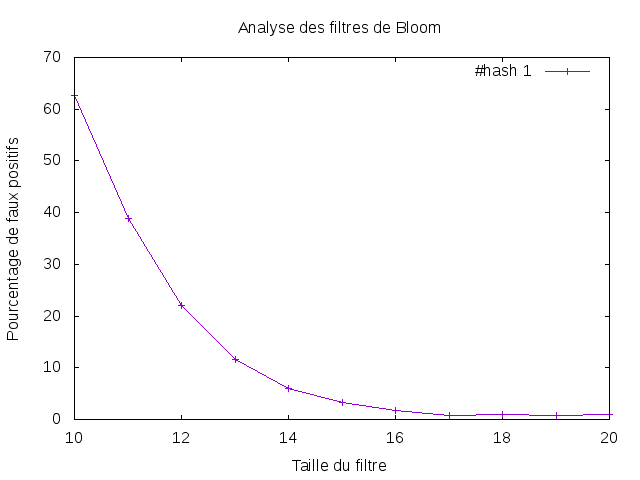 Analyse des filtres de Bloom
#hash 1
Pourcentage de faux positifs
70
60
50
40
30
20
10
0
10 12 14 16 18 20
Taille du filtre